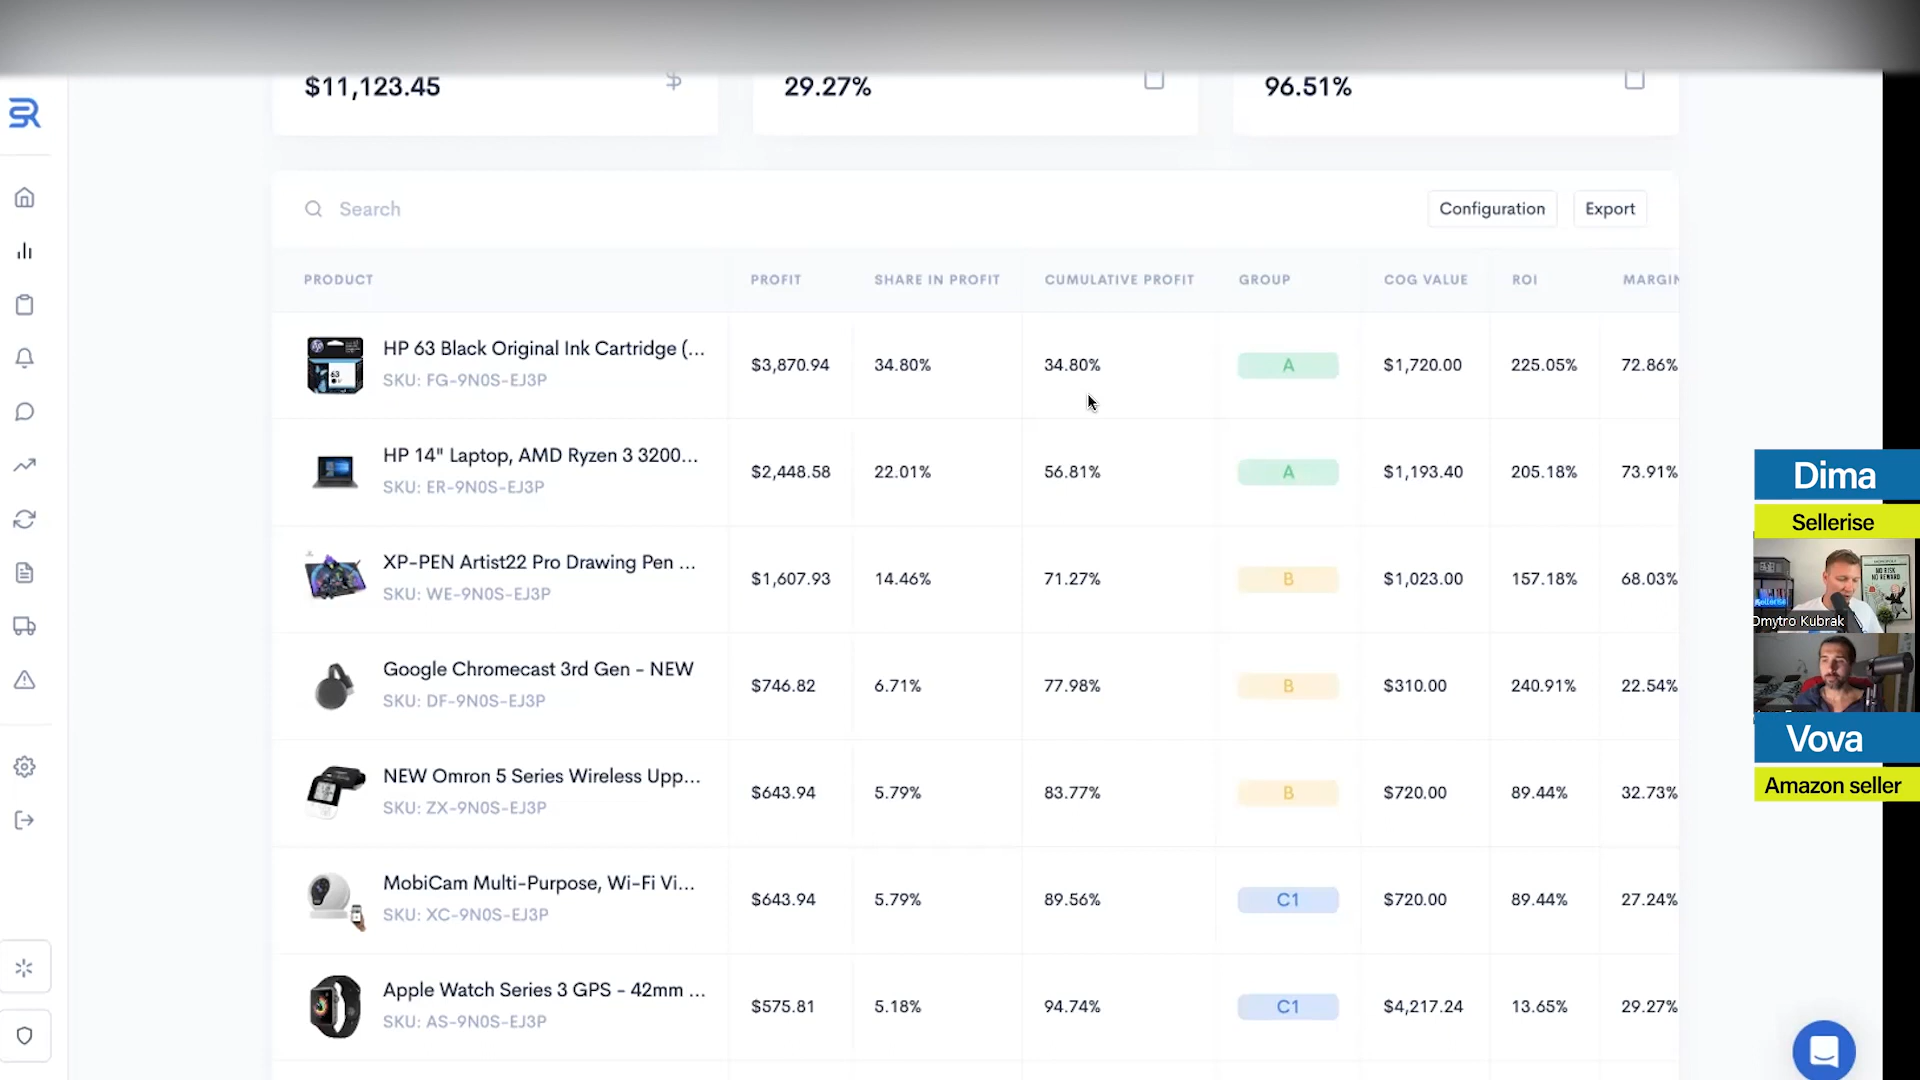 $11,123.45
$
29.27%
96.51%
SR
Search
Configuration
Export
PRODUCT PROFIT SHARE IN PROFIT CUMULATIVE PROFIT GROUP COG VALUE ROI MARGIN
HP 63 Black Original Ink Cartridge (...
SKU: FG-9N0S-EJ3P
$3,870.94 34.80% 34.80% A $1,720.00 225.05% 72.86%
HP 14" Laptop, AMD Ryzen 3 3200...
SKU: ER-9N0S-EJ3P
$2,448.58 22.01% 56.81% A $1,193.40 205.18% 73.91%
XP-PEN Artist22 Pro Drawing Pen ...
SKU: WE-9N0S-EJ3P
$1,607.93 14.46% 71.27% B $1,023.00 157.18% 68.03%
Google Chromecast 3rd Gen - NEW
SKU: DF-9N0S-EJ3P
$746.82 6.71% 77.98% B $310.00 240.91% 22.54%
NEW Omron 5 Series Wireless Upp...
SKU: ZX-9N0S-EJ3P
$643.94 5.79% 83.77% B $720.00 89.44% 32.73%
MobiCam Multi-Purpose, Wi-Fi Vi...
SKU: XC-9N0S-EJ3P
$643.94 5.79% 89.56% C1 $720.00 89.44% 27.24%
Apple Watch Series 3 GPS - 42mm ...
SKU: AS-9N0S-EJ3P
$575.81 5.18% 94.74% C1 $4,217.24 13.65% 29.27%
63
Dima
Sellerise
NO RISK
NO REWARD
Dmytro Kubrak
Vova
Amazon seller